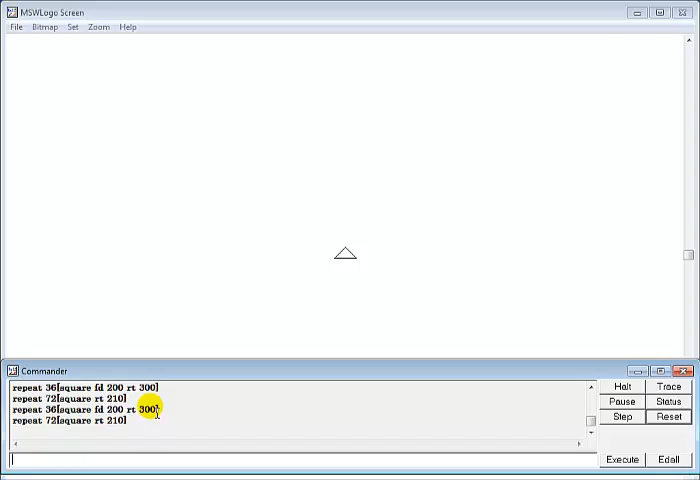 MSWLogo Screen
File Bitmap Set Zoom Help
Commander
repeat 36[square fd 200 rt 300]
repeat 72[square rt 210]
repeat 36[square fd 200 rt 300]
repeat 72[square rt 210]
Halt Trace
Pause Status
Step Reset
Execute Edall